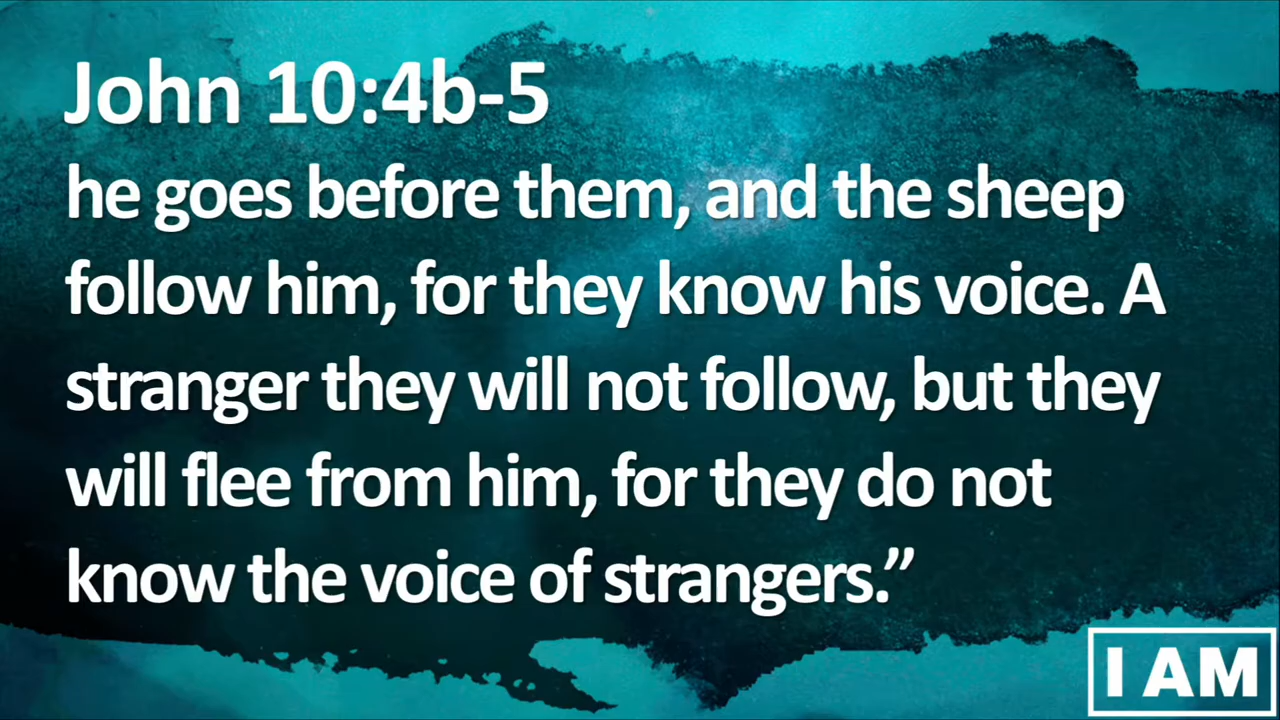 John 10:4b-5
he goes before them, and the sheep
follow him, for they know his voice. A
stranger they will not follow, but they
will flee from him, for they do not
know the voice of strangers.”
I AM